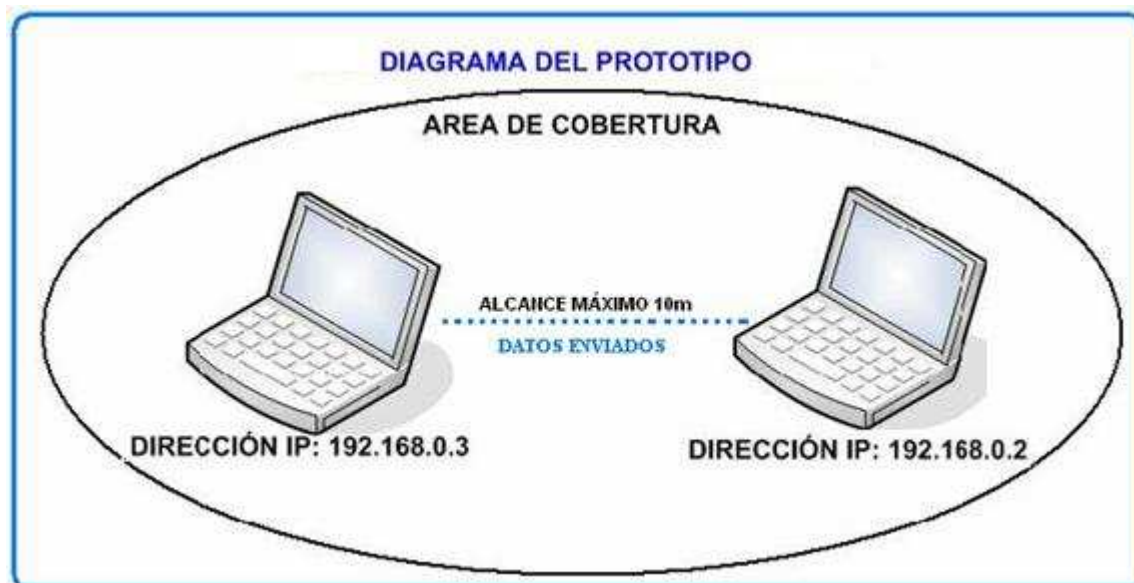 DIAGRAMA DEL PROTOTIPO
AREA DE COBERTURA
ALCANCE MÁXIMO 10m
DATOS ENVIADOS
DIRECCIÓN IP: 192.168.0.3
DIRECCIÓN IP: 192.168.0.2